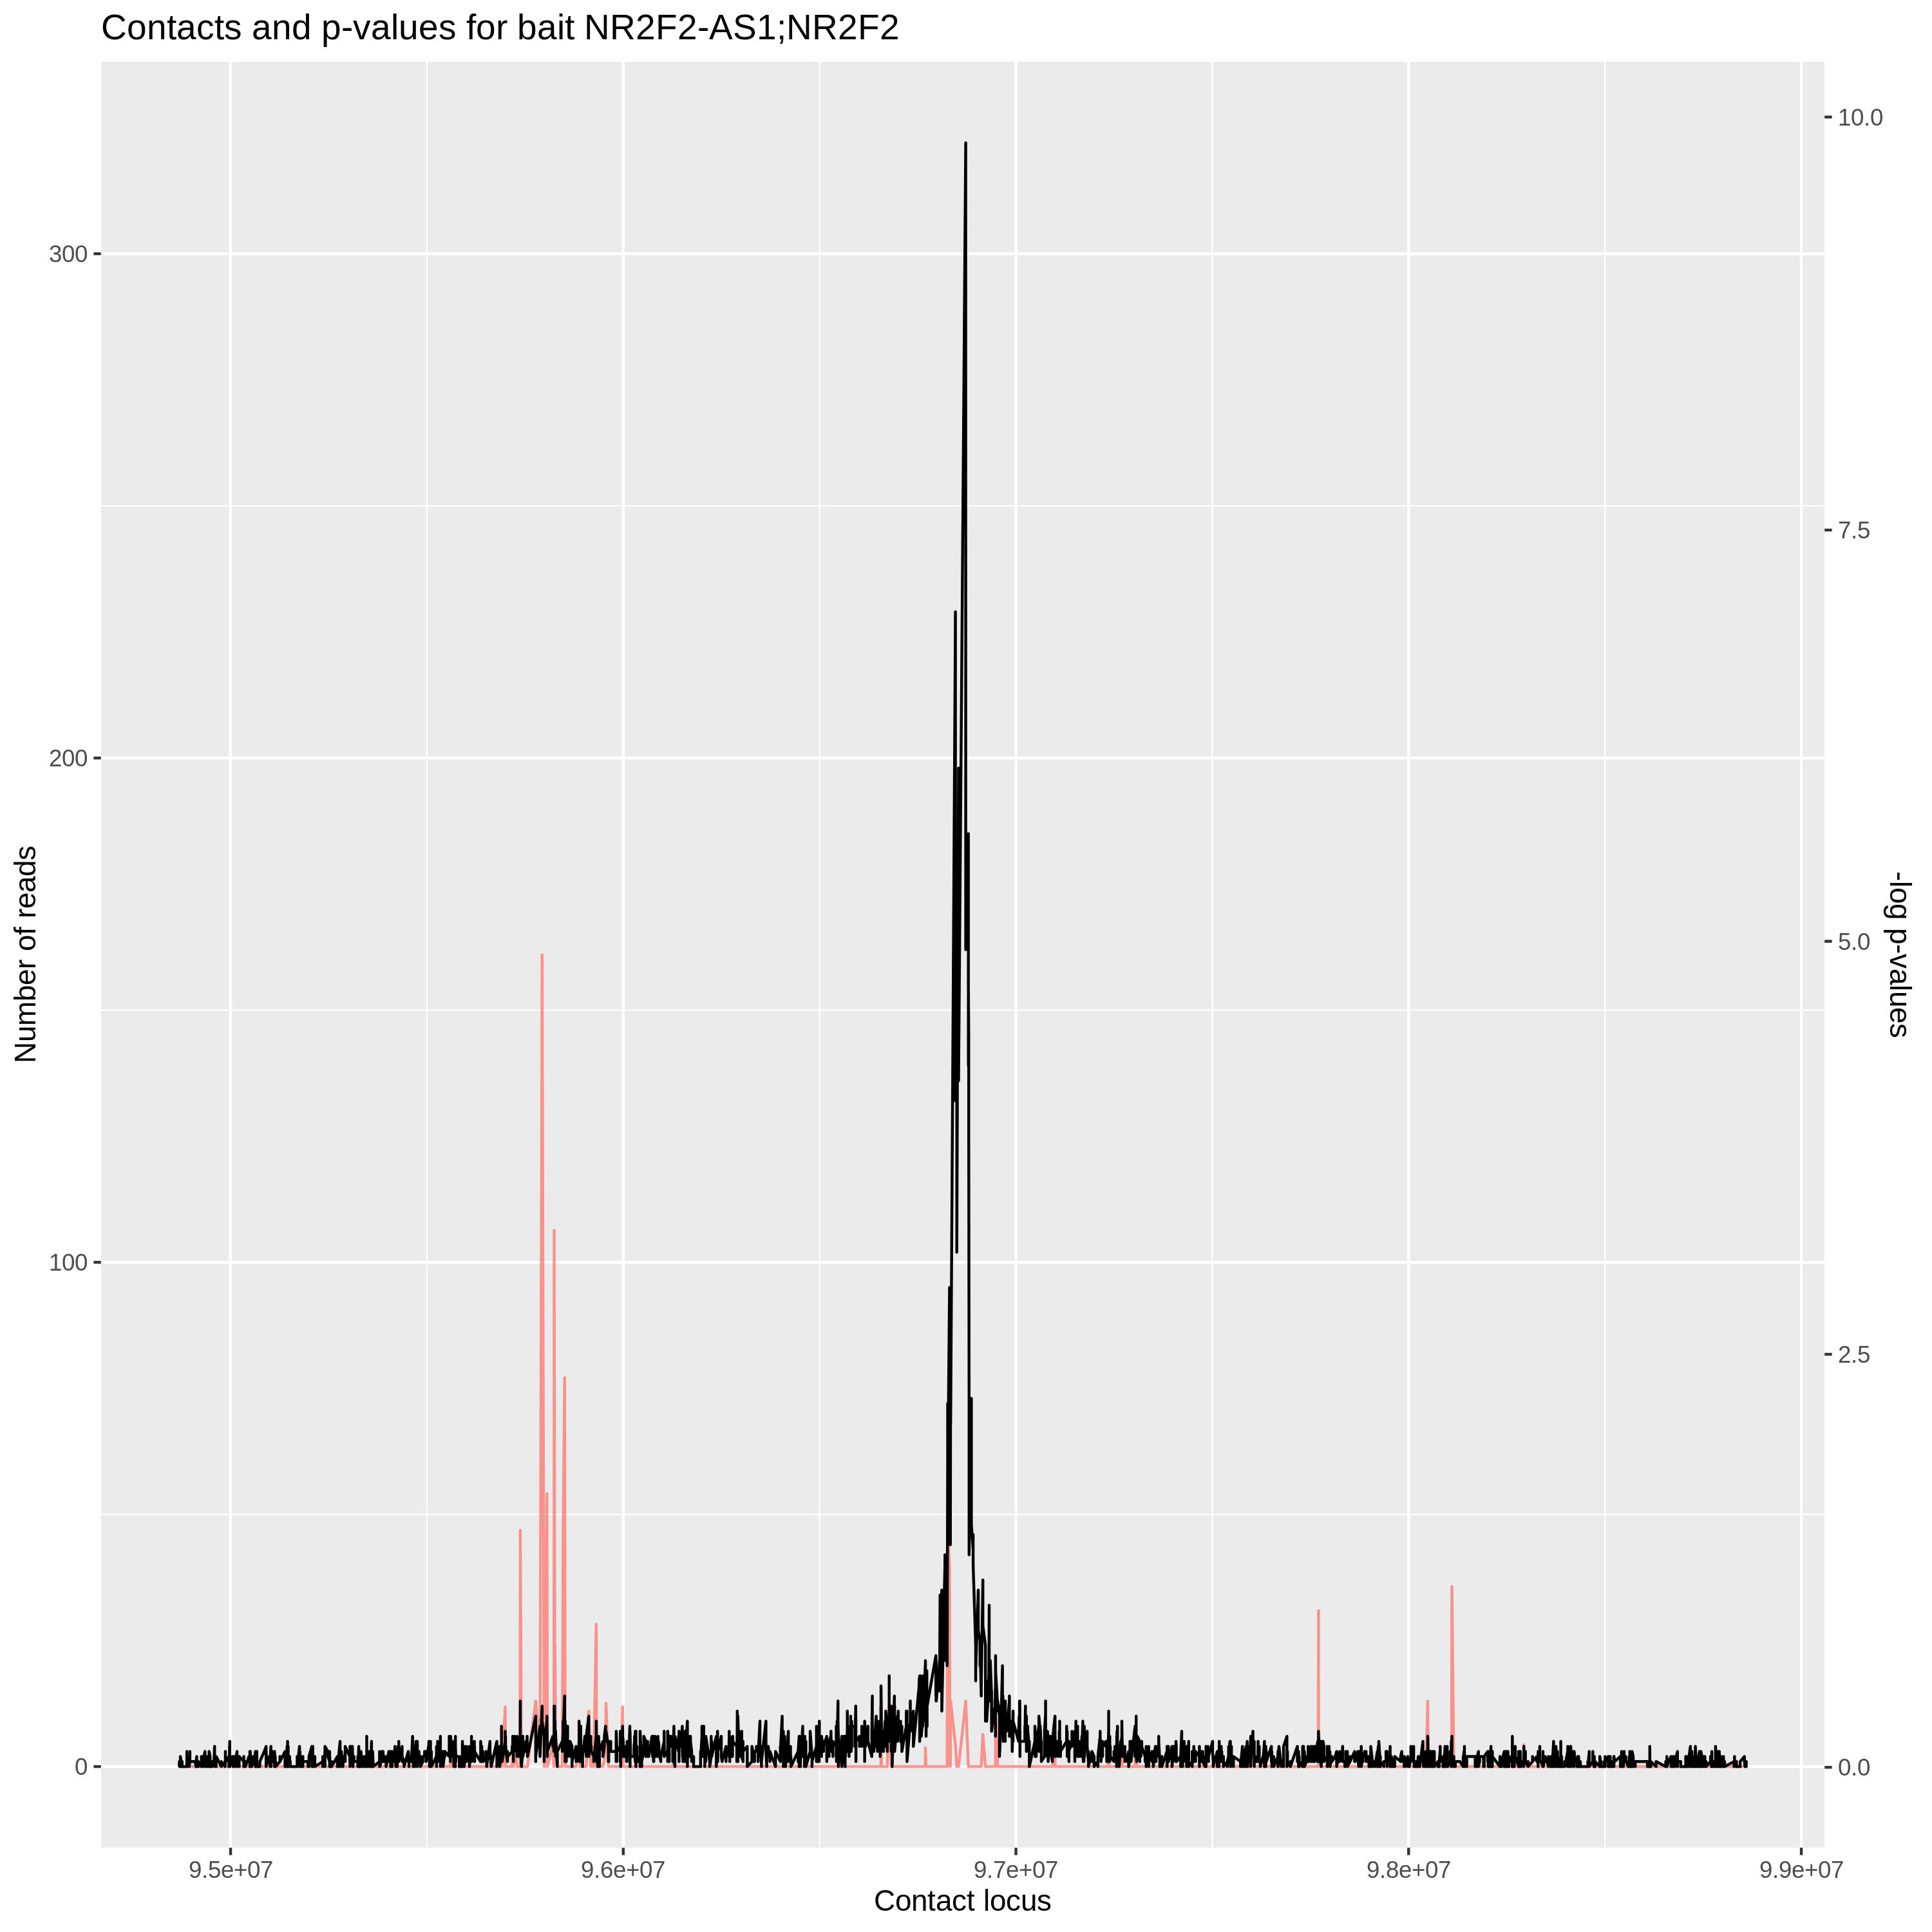 Contacts and p-values for bait NR2F2-AS1;NR2F2
10.0
300
7.5
200
Number of reads
-log p-values
5.0
100
2.5
0
0.0
9.5e+07
9.6e+07
9.7e+07
9.8e+07
9.9e+07
Contact locus